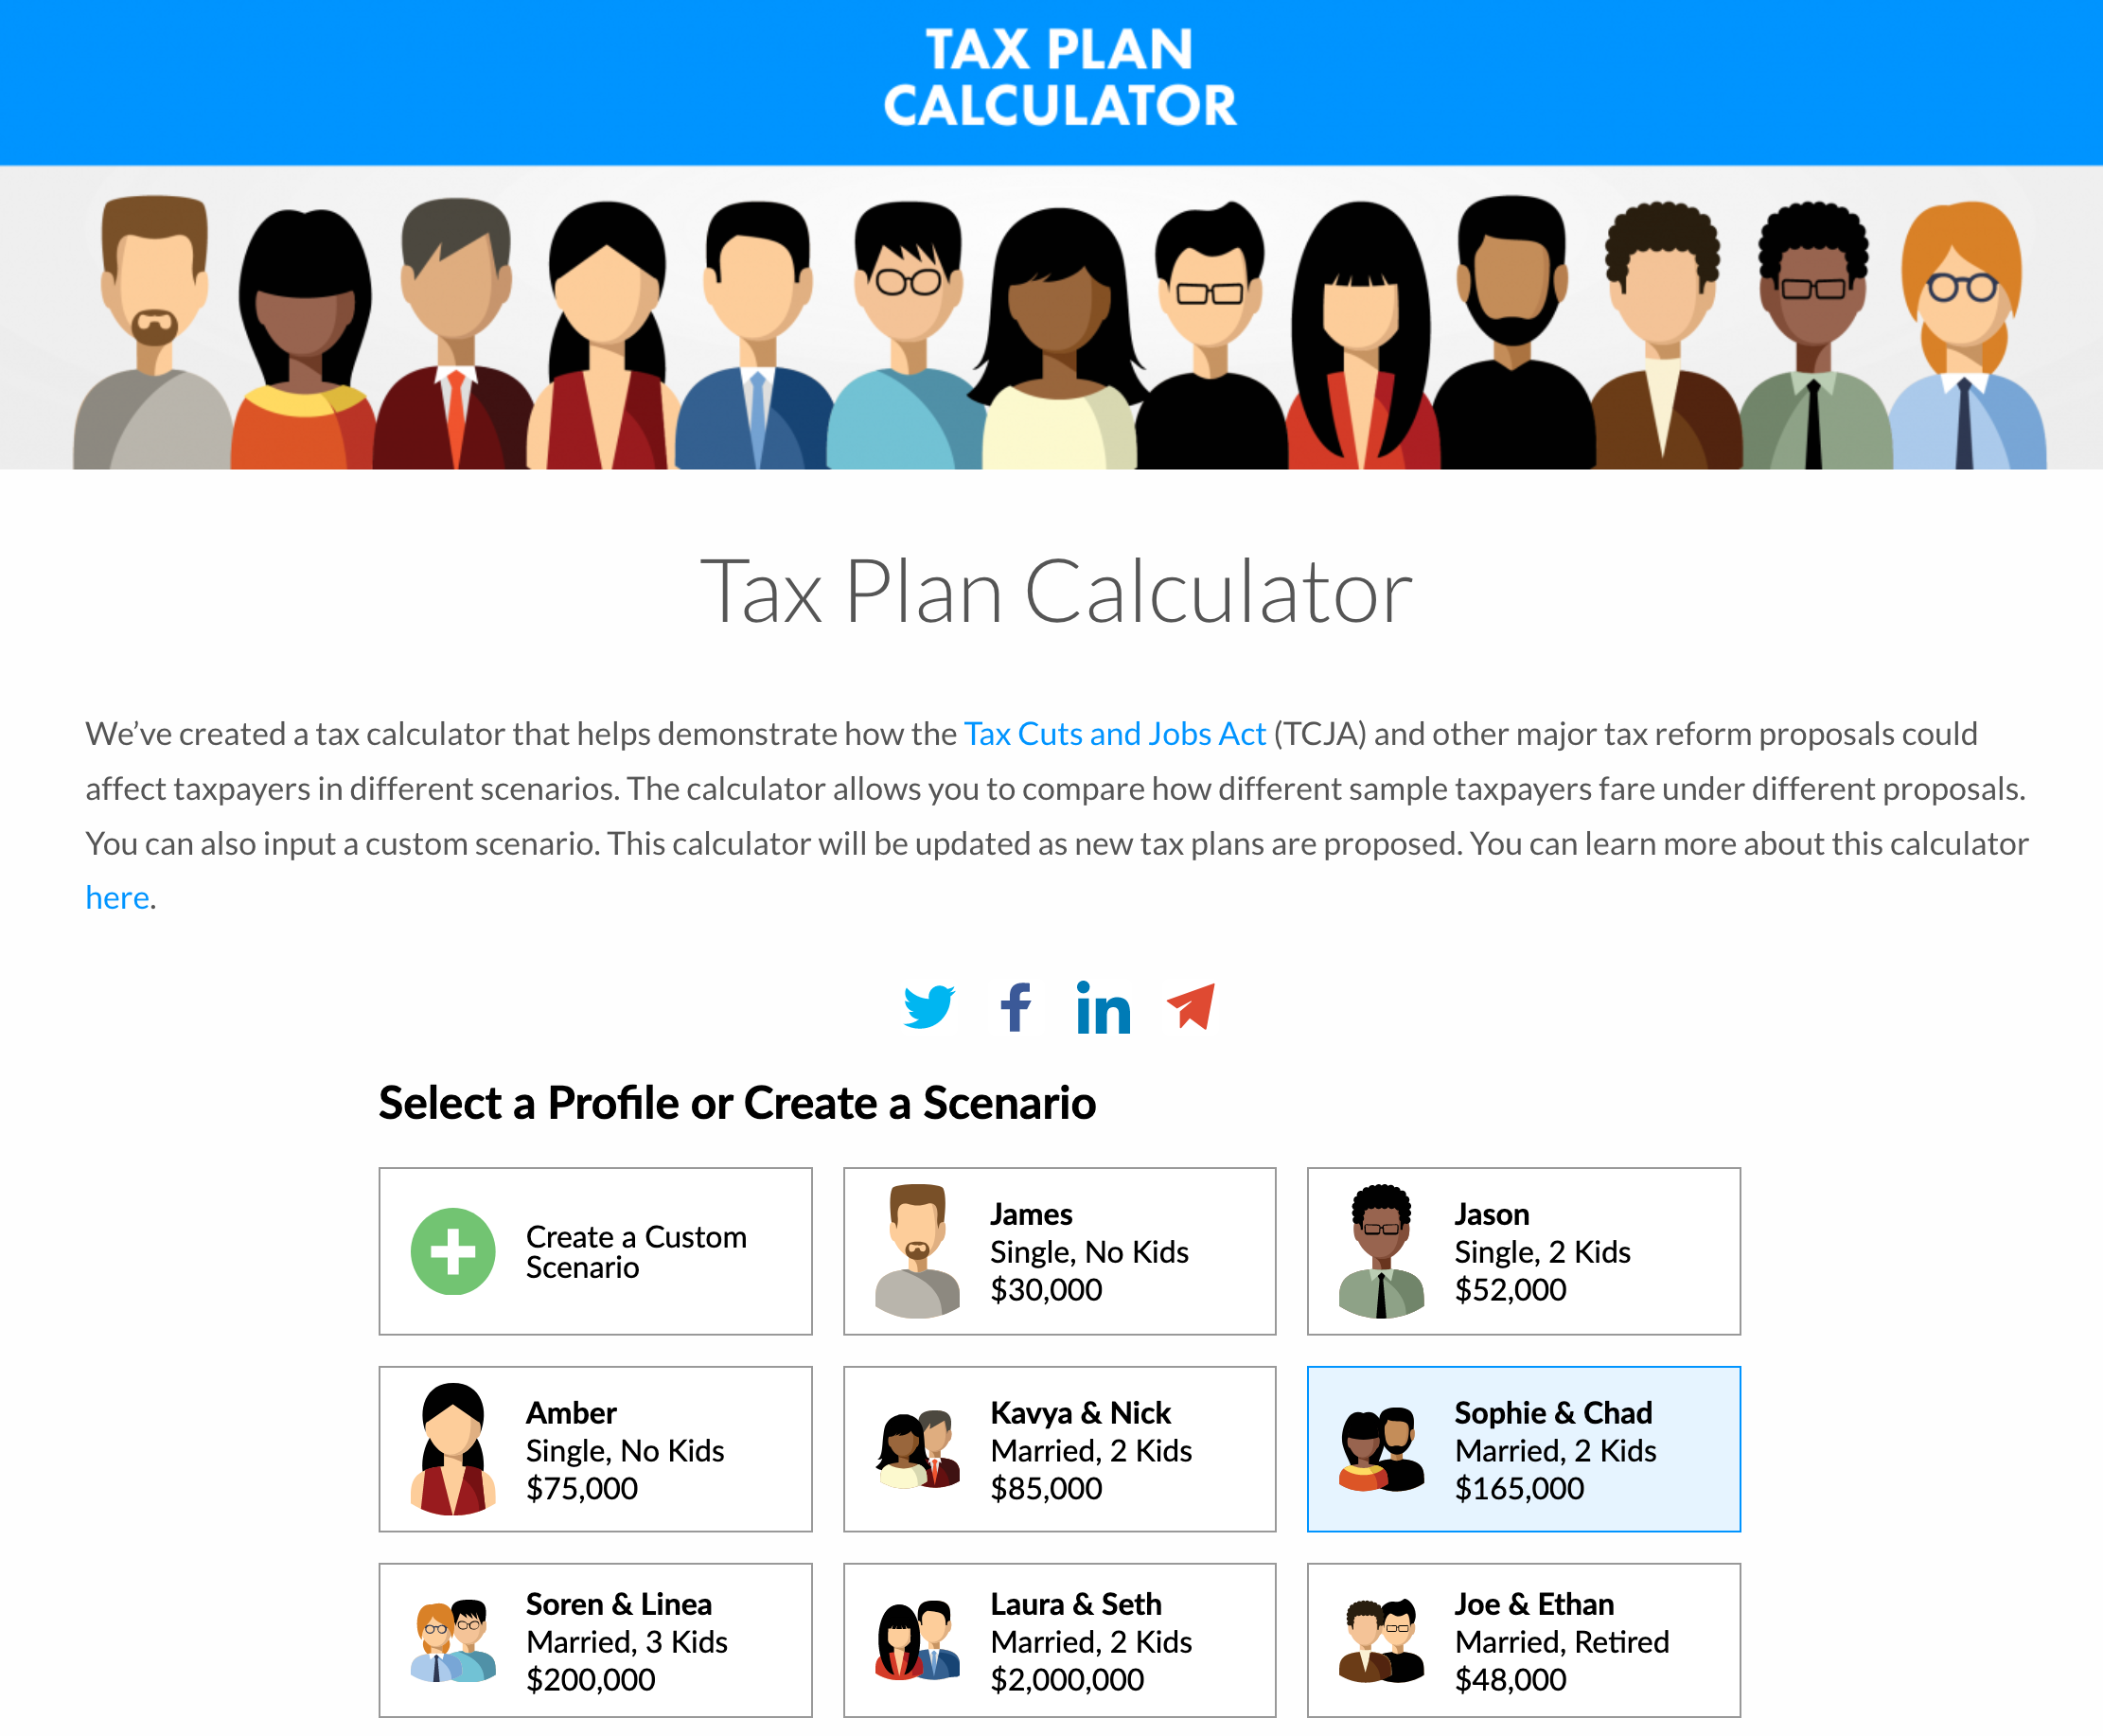 TAX PLAN
CALCULATOR
Tax Plan Calculator
We’ve created a tax calculator that helps demonstrate how the Tax Cuts and Jobs Act (TCJA) and other major tax reform proposals could
affect taxpayers in different scenarios. The calculator allows you to compare how different sample taxpayers fare under different proposals.
You can also input a custom scenario. This calculator will be updated as new tax plans are proposed. You can learn more about this calculator
here.
Select a Profile or Create a Scenario
Create a Custom
Scenario
James
Single, No Kids
$30,000
Jason
Single, 2 Kids
$52,000
Amber
Single, No Kids
$75,000
Kavya & Nick
Married, 2 Kids
$85,000
Sophie & Chad
Married, 2 Kids
$165,000
Soren & Linea
Married, 3 Kids
$200,000
Laura & Seth
Married, 2 Kids
$2,000,000
Joe & Ethan
Married, Retired
$48,000